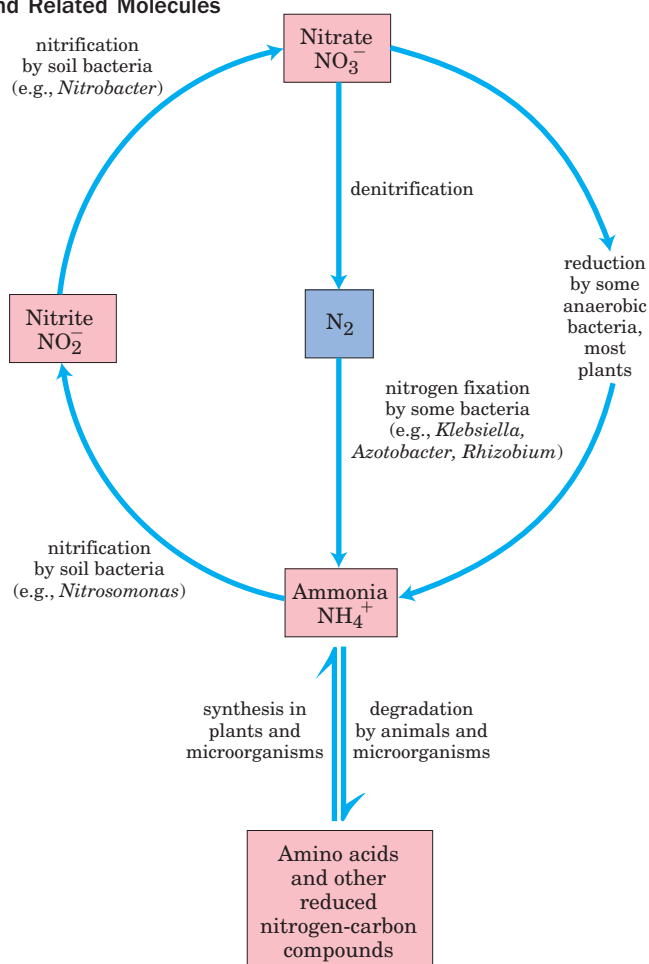 nd Related Molecules
nitrification
by soil bacteria
(e.g., Nitrobacter)
Nitrate
NO₃⁻
denitrification
reduction
by some
anaerobic
bacteria,
most
plants
Nitrite
NO₂⁻
N₂
nitrogen fixation
by some bacteria
(e.g., Klebsiella,
Azotobacter, Rhizobium)
nitrification
by soil bacteria
(e.g., Nitrosomonas)
Ammonia
NH₄⁺
synthesis in
plants and
microorganisms
degradation
by animals and
microorganisms
Amino acids
and other
reduced
nitrogen-carbon
compounds